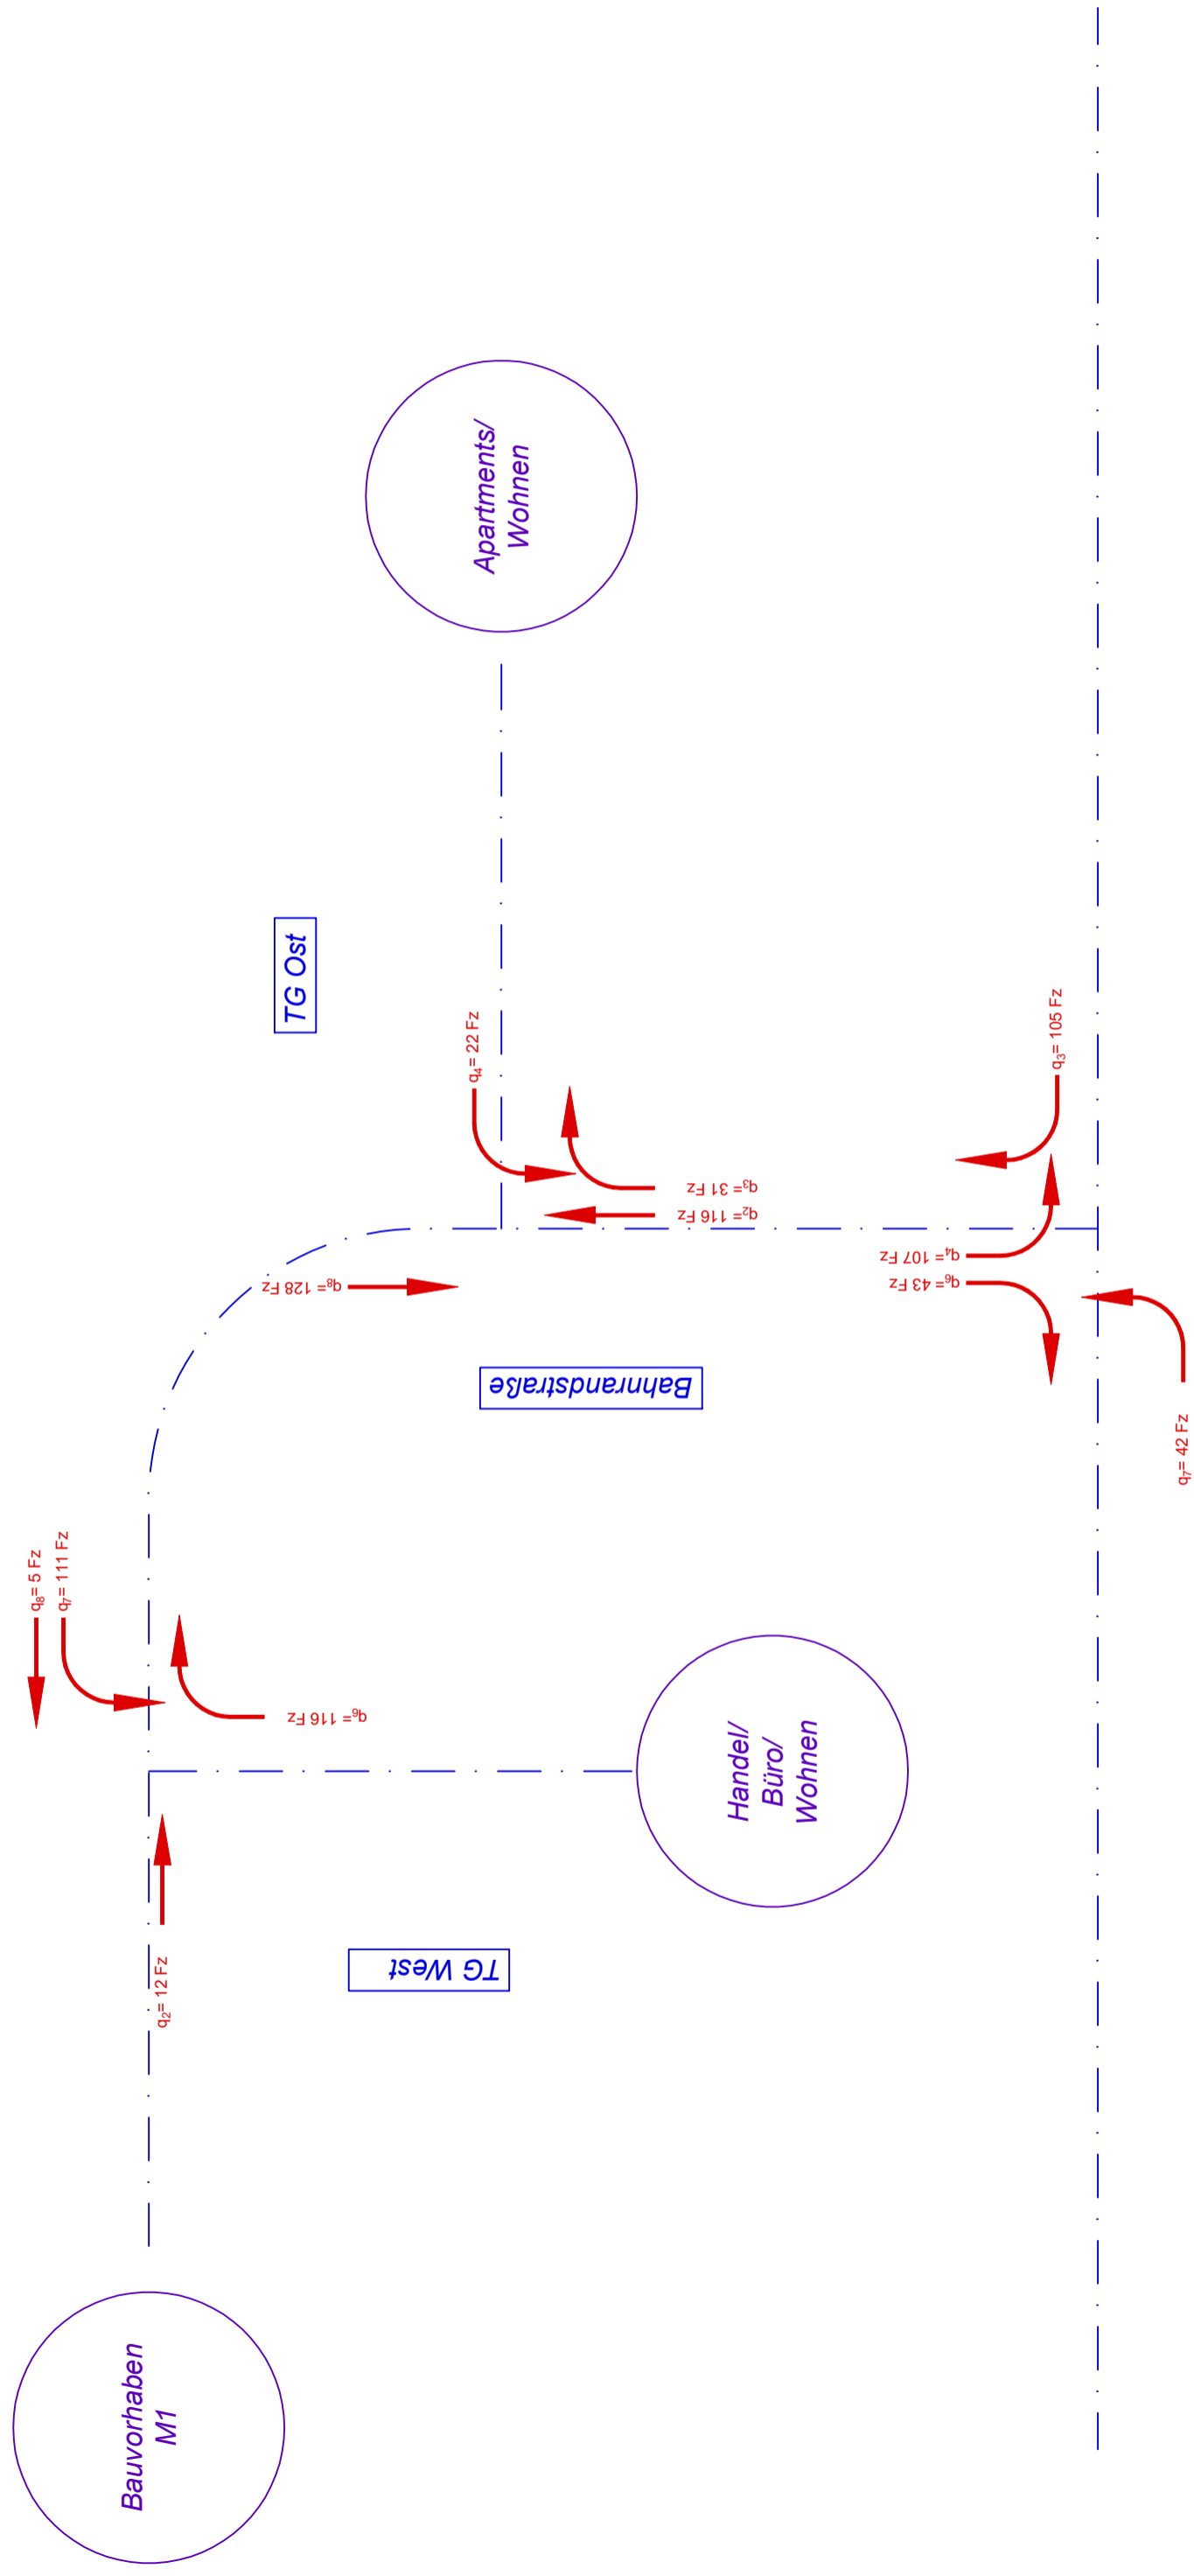 Apartments/
Wohnen
TG Ost
q4= 22 Fz
q3= 105 Fz
q3= 31 Fz
q2= 116 Fz
q4= 107 Fz
q6= 43 Fz
q8= 128 Fz
Bahnrandstraße
q7= 42 Fz
q8= 5 Fz
q7= 111 Fz
q6= 116 Fz
Handel/
Büro/
Wohnen
TG West
q2= 12 Fz
Bauvorhaben
M1